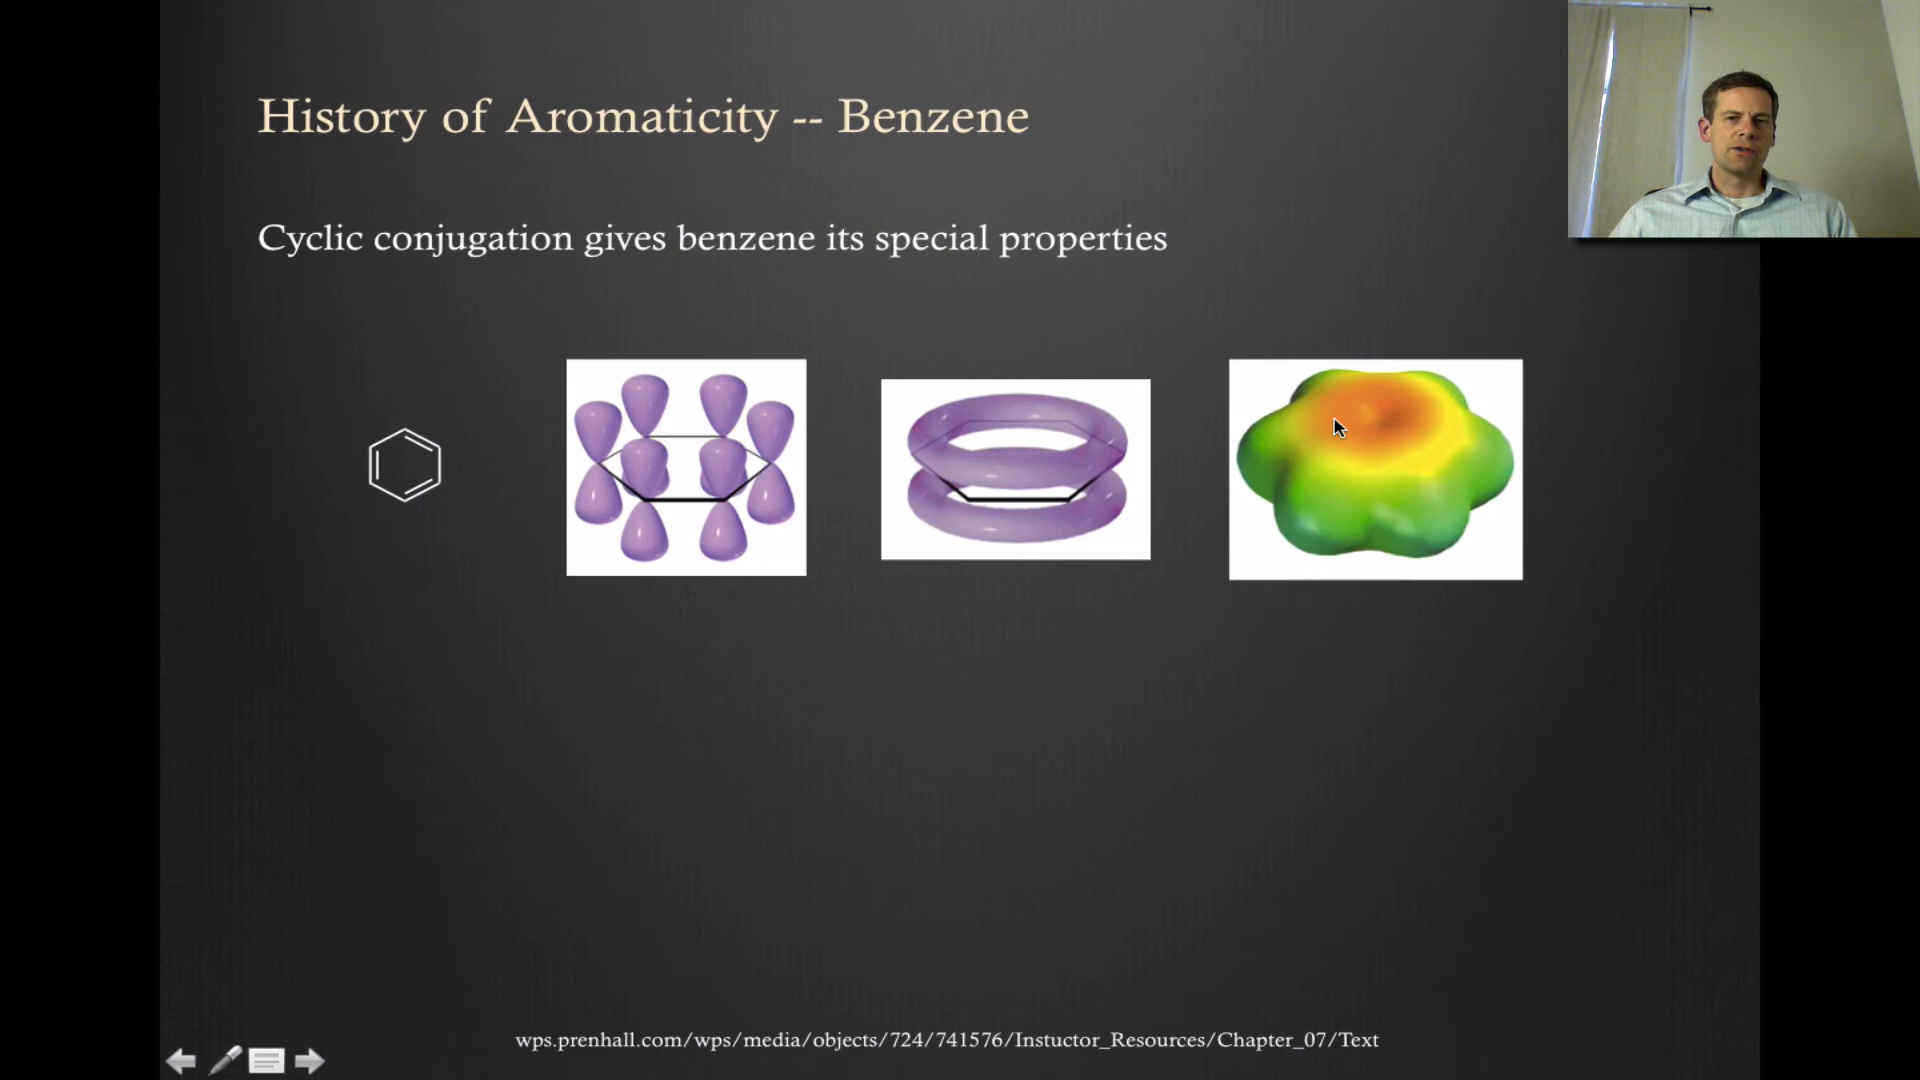 History of Aromaticity -- Benzene
Cyclic conjugation gives benzene its special properties
wps.prenhall.com/wps/media/objects/724/741576/Instuctor_Resources/Chapter_07/Text